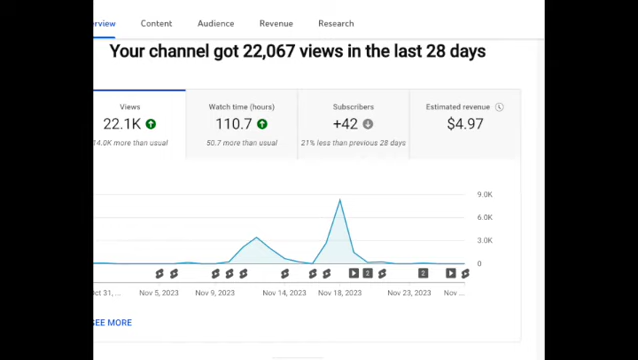 erview Content Audience Revenue Research
Your channel got 22,067 views in the last 28 days
Views Watch time (hours) Subscribers Estimated revenue
22.1K 110.7 +42 $4.97
14.0K more than usual 50.7 more than usual 21% less than previous 28 days
9.0K
6.0K
3.0K
0
2 2
ct 31, ... Nov 5, 2023 Nov 9, 2023 Nov 14, 2023 Nov 18, 2023 Nov 23, 2023 Nov ...
SEE MORE